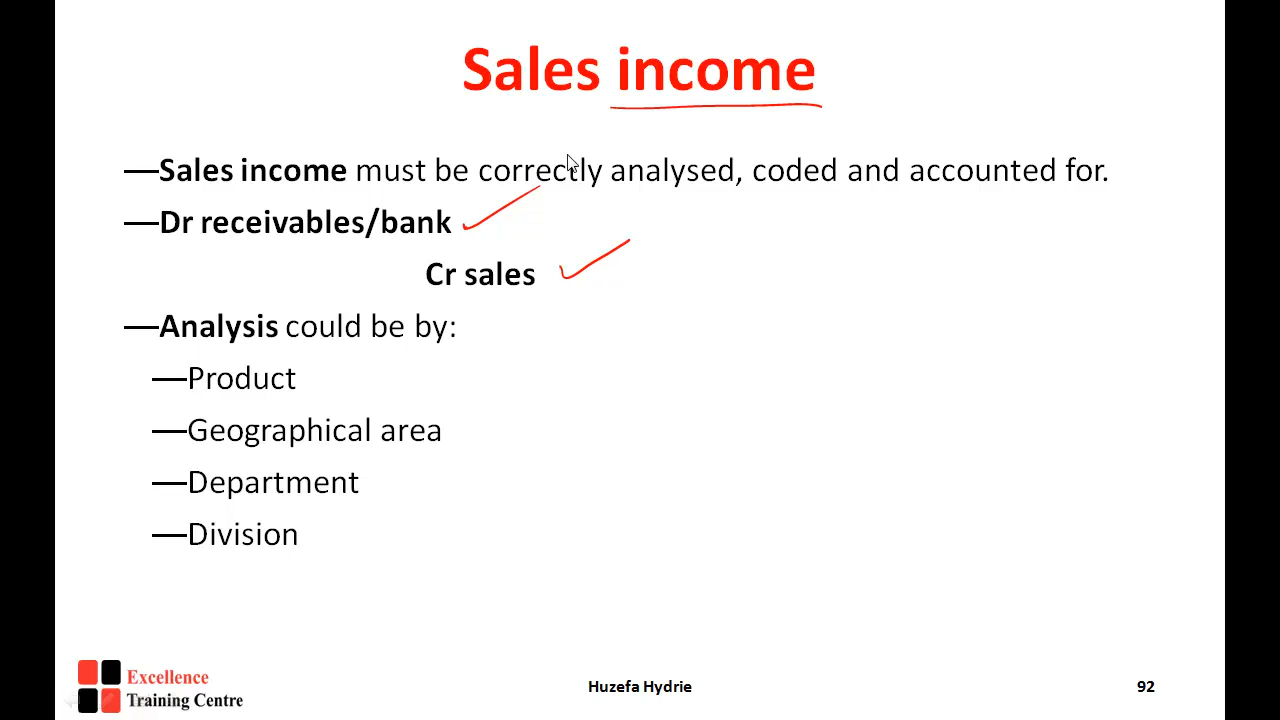 Sales income
—Sales income must be correctly analysed, coded and accounted for.
—Dr receivables/bank
Cr sales
—Analysis could be by:
—Product
—Geographical area
—Department
—Division
Excellence
Training Centre
Huzefa Hydrie
92